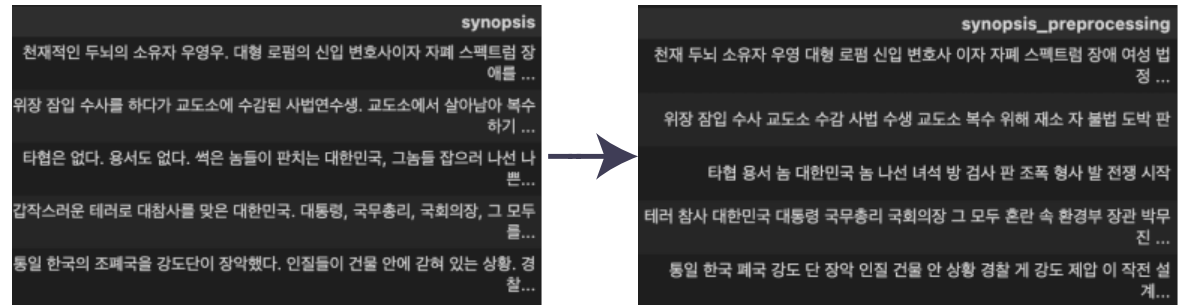 synopsis
천재적인 두뇌의 소유자 우영우. 대형 로펌의 신입 변호사이자 자폐 스펙트럼 장
애를 ...
위장 잠입 수사를 하다가 교도소에 수감된 사법연수생. 교도소에서 살아남아 복수
하기 ...
타협은 없다. 용서도 없다. 썩은 놈들이 판치는 대한민국, 그놈들 잡으러 나선 나
쁜...
갑작스러운 테러로 대참사를 맞은 대한민국. 대통령, 국무총리, 국회의장, 그 모두
를...
통일 한국의 조폐국을 강도단이 장악했다. 인질들이 건물 안에 갇혀 있는 상황. 경
찰...
synopsis_preprocessing
천재 두뇌 소유자 우영 대형 로펌 신입 변호사 이자 자폐 스펙트럼 장애 여성 법
정 ...
위장 잠입 수사 교도소 수감 사법 수생 교도소 복수 위해 재소 자 불법 도박 판
타협 용서 놈 대한민국 놈 나선 녀석 방 검사 판 조폭 형사 발 전쟁 시작
테러 참사 대한민국 대통령 국무총리 국회의장 그 모두 혼란 속 환경부 장관 박무
진 ...
통일 한국 폐국 강도 단 장악 인질 건물 안 상황 경찰 게 강도 제압 이 작전 설
계...